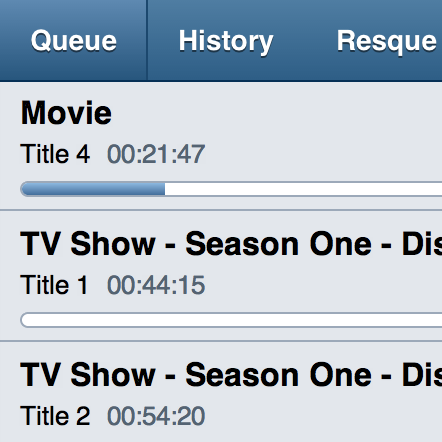 Queue History Resque
Movie
Title 4 00:21:47
TV Show - Season One - Dis
Title 1 00:44:15
TV Show - Season One - Dis
Title 2 00:54:20